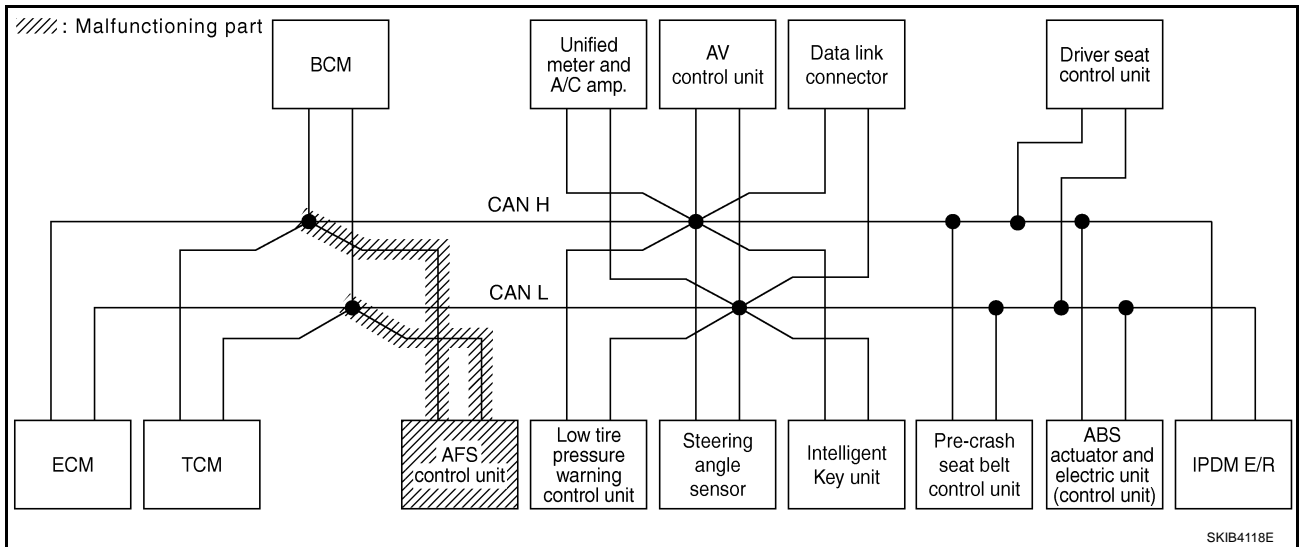 : Malfunctioning part
BCM
Unified
meter and
A/C amp.
AV
control unit
Data link
connector
Driver seat
control unit
CAN H
CAN L
ECM
TCM
AFS
control unit
Low tire
pressure
warning
control unit
Steering
angle
sensor
Intelligent
Key unit
Pre-crash
seat belt
control unit
ABS
actuator and
electric unit
(control unit)
IPDM E/R
SKIB4118E